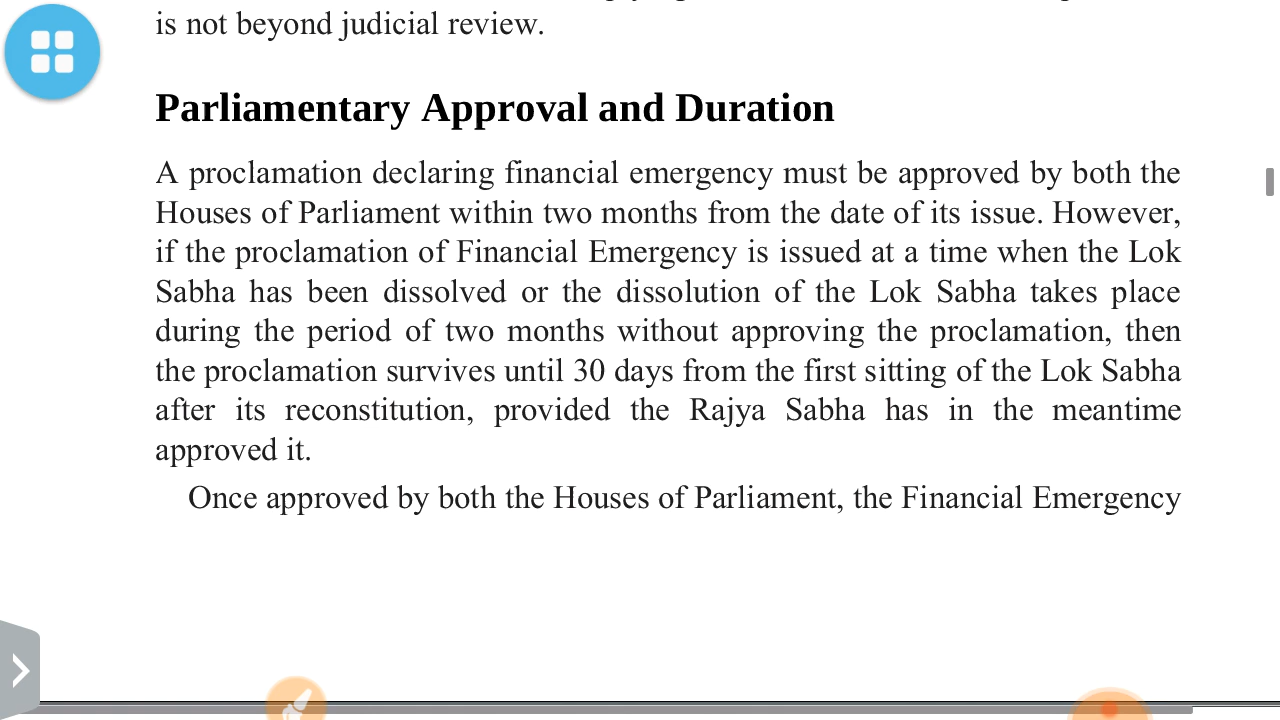 is not beyond judicial review.
Parliamentary Approval and Duration
A proclamation declaring financial emergency must be approved by both the
Houses of Parliament within two months from the date of its issue. However,
if the proclamation of Financial Emergency is issued at a time when the Lok
Sabha has been dissolved or the dissolution of the Lok Sabha takes place
during the period of two months without approving the proclamation, then
the proclamation survives until 30 days from the first sitting of the Lok Sabha
after its reconstitution, provided the Rajya Sabha has in the meantime
approved it.
Once approved by both the Houses of Parliament, the Financial Emergency